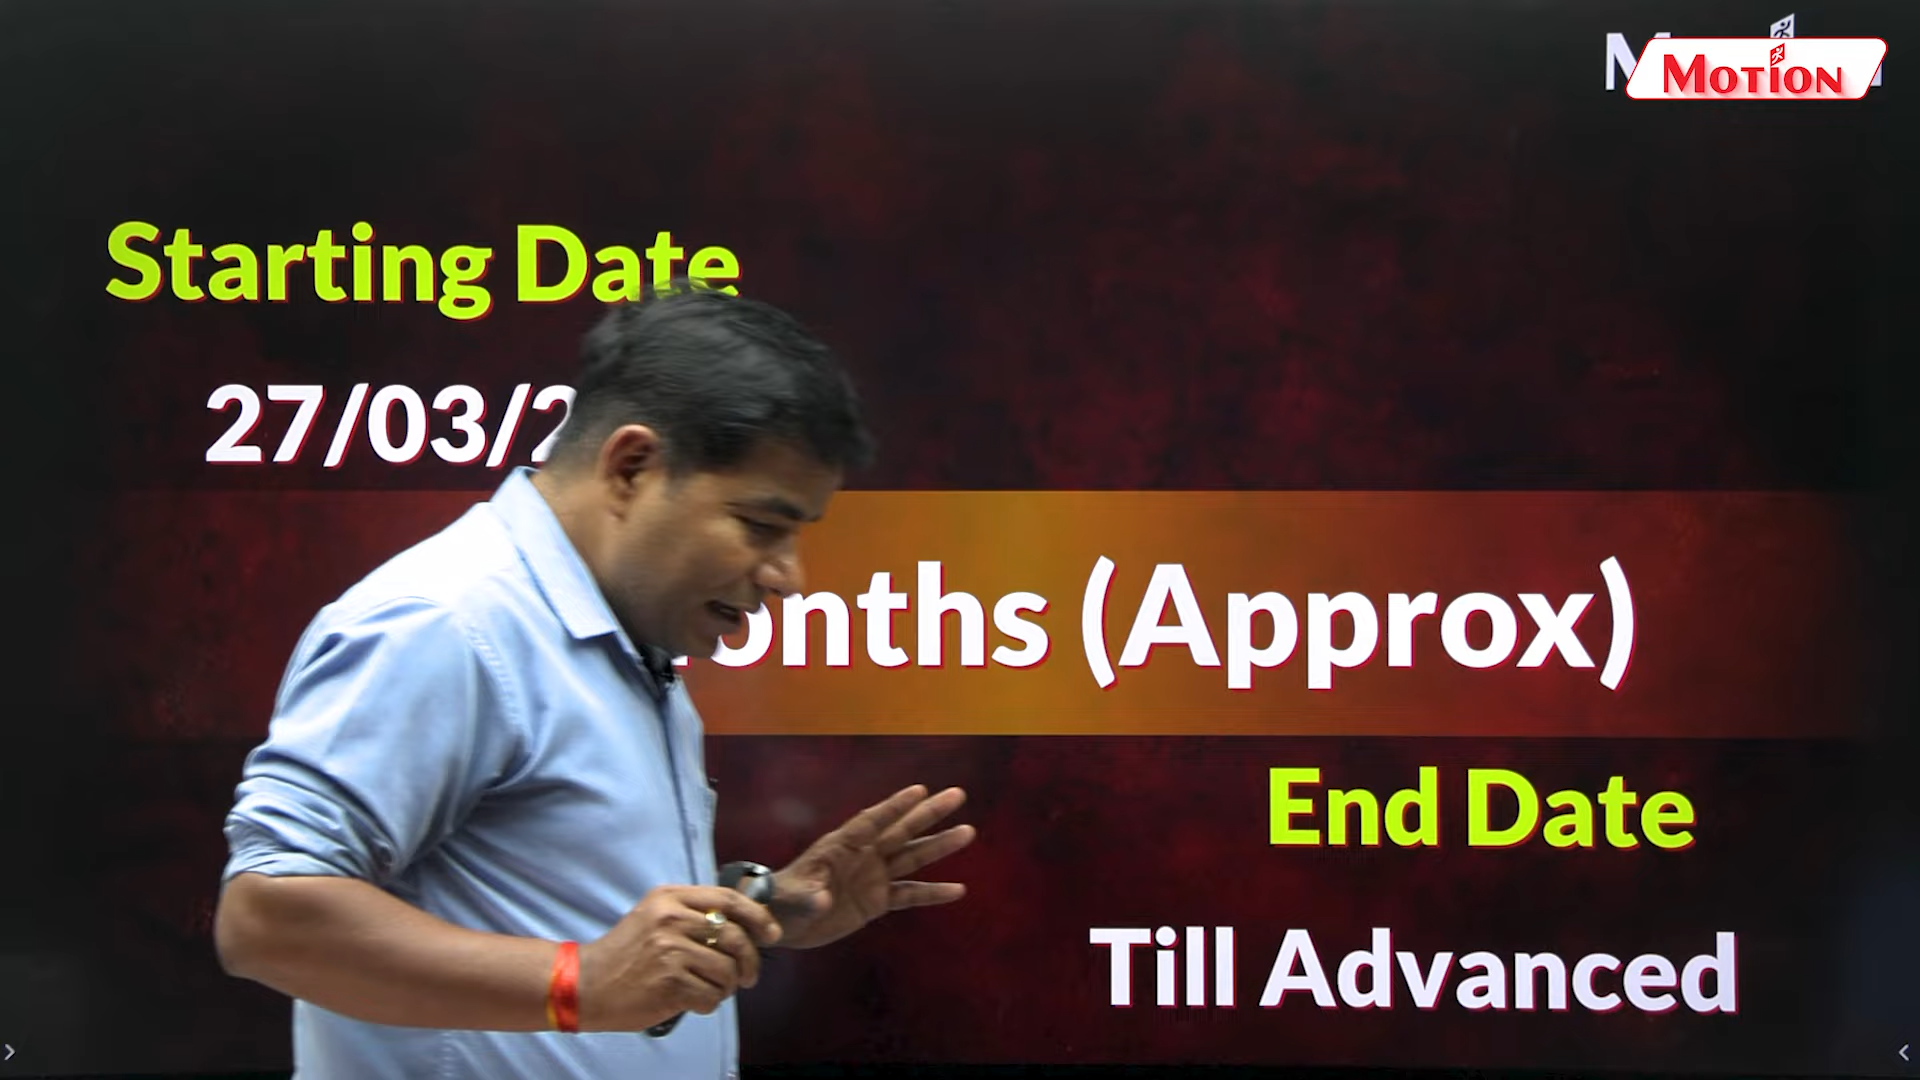 MOTION
Starting Date
27/03/2
onths (Approx)
End Date
Till Advanced